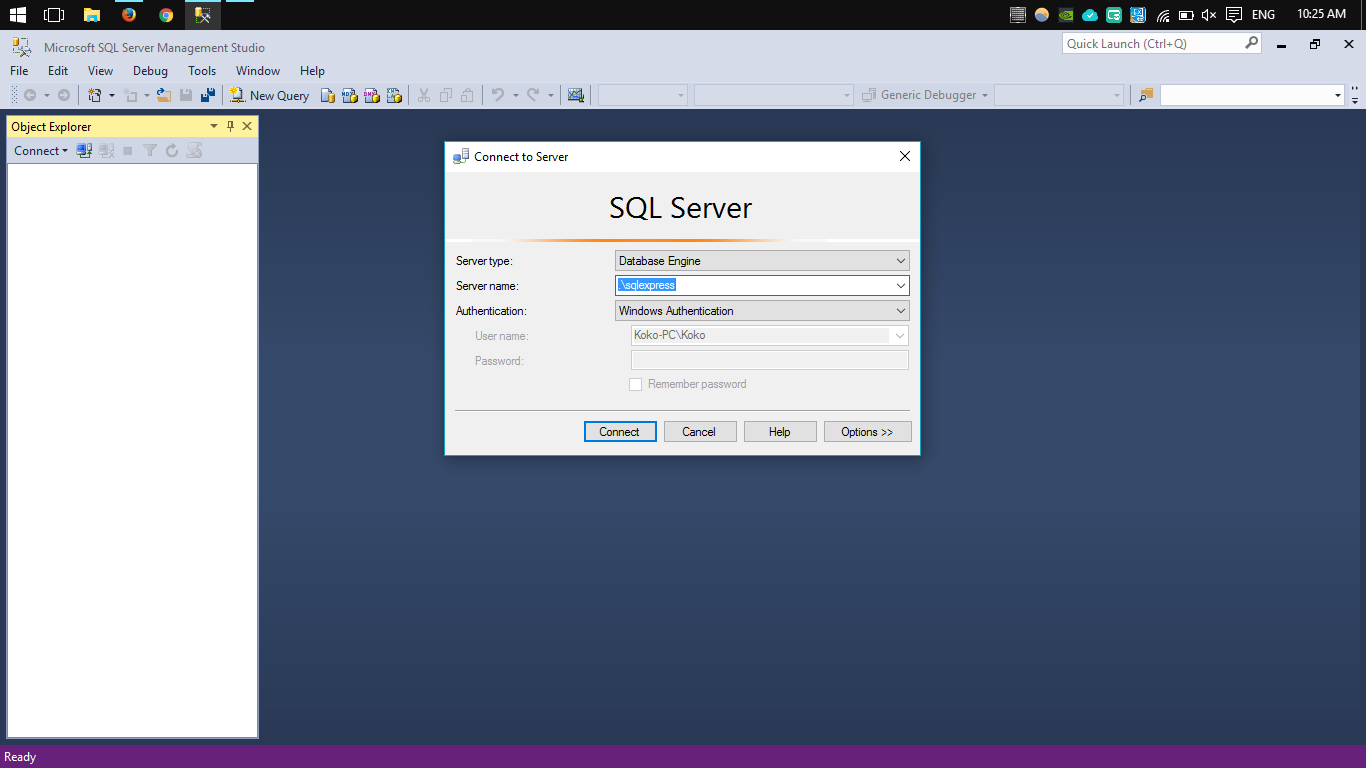 ENG 10:25 AM
Microsoft SQL Server Management Studio
Quick Launch (Ctrl+Q)
File Edit View Debug Tools Window Help
New Query Generic Debugger
Object Explorer
Connect
Connect to Server
SQL Server
Server type: Database Engine
Server name: .\sqlexpress
Authentication: Windows Authentication
User name: Koko-PC\Koko
Password:
Remember password
Connect Cancel Help Options >>
Ready